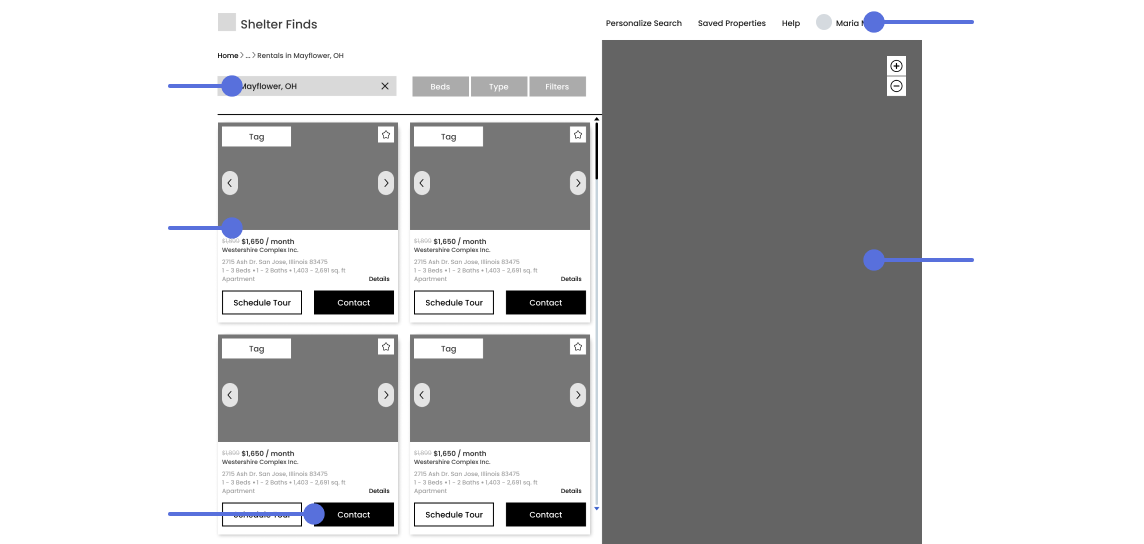 Shelter Finds
Personalize Search Saved Properties Help Maria
Home > ... > Rentals in Mayflower, OH
Mayflower, OH
Beds Type Filters
Tag
Tag
$1,800 $1,650 / month
Westershire Complex Inc.
2715 Ash Dr. San Jose, Illinois 83475
1 - 3 Beds • 1 - 2 Baths • 1,403 - 2,691 sq. ft
Apartment Details
Schedule Tour Contact
$1,800 $1,650 / month
Westershire Complex Inc.
2715 Ash Dr. San Jose, Illinois 83475
1 - 3 Beds • 1 - 2 Baths • 1,403 - 2,691 sq. ft
Apartment Details
Schedule Tour Contact
Tag
Tag
$1,800 $1,650 / month
Westershire Complex Inc.
2715 Ash Dr. San Jose, Illinois 83475
1 - 3 Beds • 1 - 2 Baths • 1,403 - 2,691 sq. ft
Apartment Details
Schedule Tour Contact
$1,800 $1,650 / month
Westershire Complex Inc.
2715 Ash Dr. San Jose, Illinois 83475
1 - 3 Beds • 1 - 2 Baths • 1,403 - 2,691 sq. ft
Apartment Details
Schedule Tour Contact